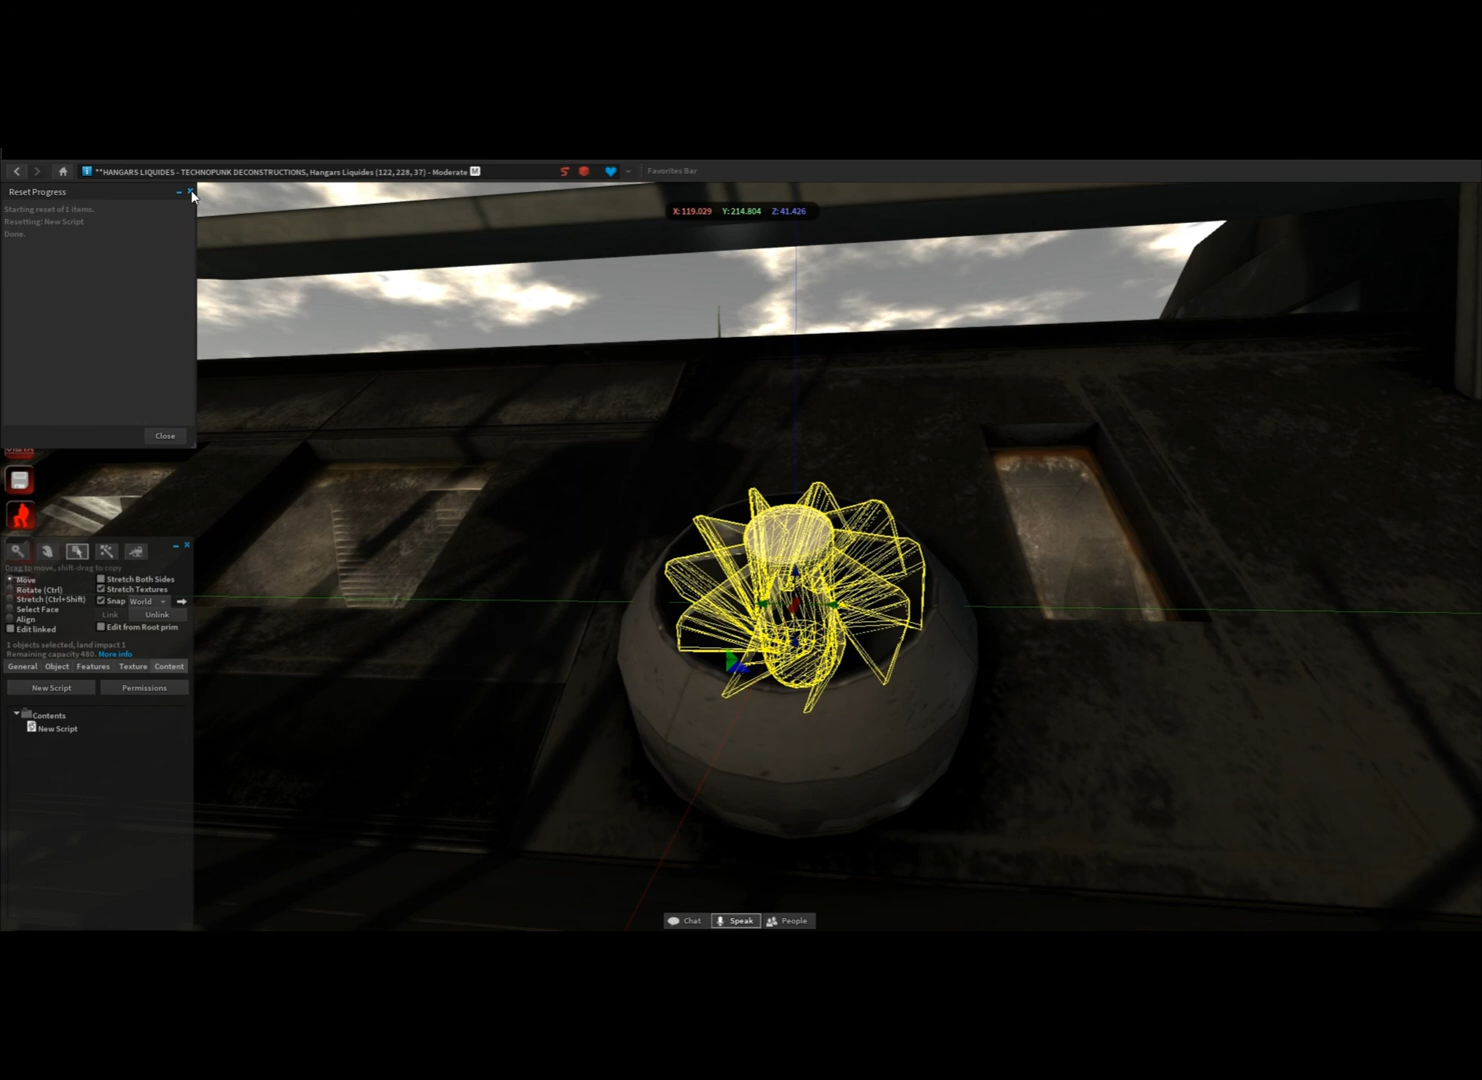 **HANGARS LIQUIDES - TECHNOPUNK DECONSTRUCTIONS, Hangars Liquides (122, 228, 37) - Moderate M
Favorites Bar
Reset Progress
Starting reset of 1 items.
Resetting: New Script
Done.
Close
X:119.029 Y:214.804 Z:41.426
Drag to move, shift-drag to copy
Move
Rotate (Ctrl)
Stretch (Ctrl+Shift)
Select Face
Align
Edit linked
Stretch Both Sides
Stretch Textures
Snap World
Link Unlink
Edit from Root prim
1 objects selected, land impact 1
Remaining capacity 480. More info
General Object Features Texture Content
New Script Permissions
Contents
New Script
Chat Speak People